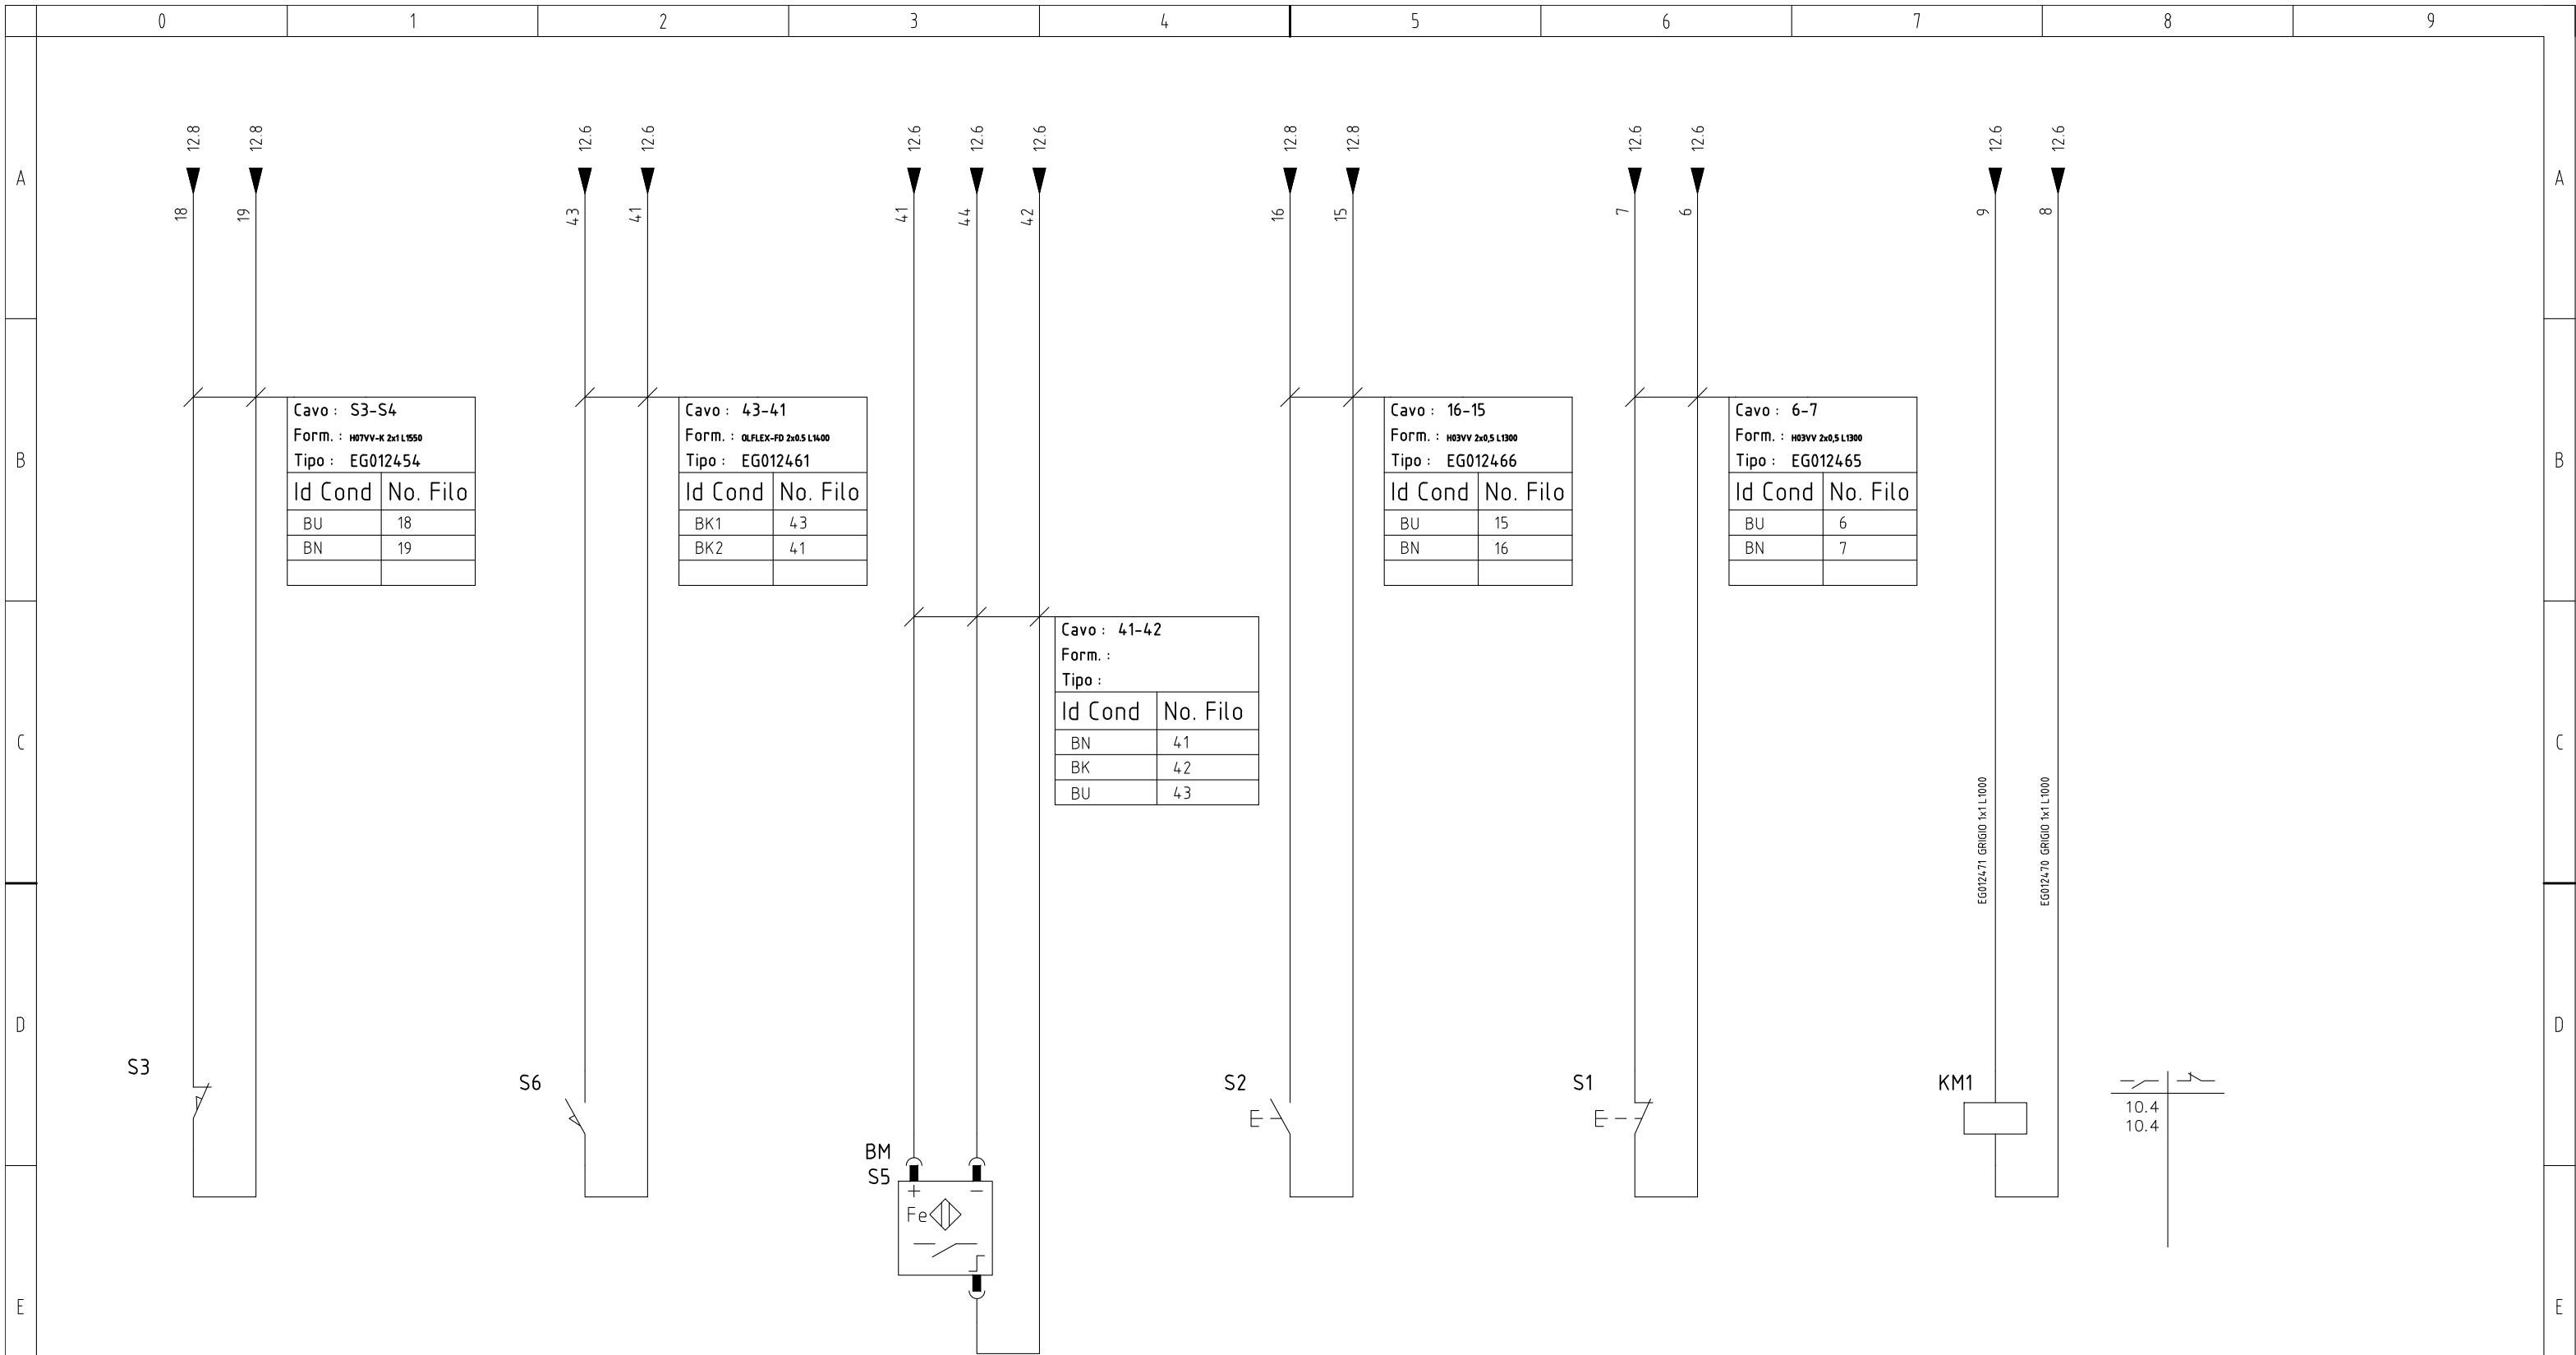 0 1 2 3 4 5 6 7 8 9
12.8 12.8 12.6 12.6 12.6 12.6 12.6 12.8 12.8 12.6 12.6 12.6 12.6
A A
18 19 43 41 41 44 42 16 15 7 6 9 8
B B
Cavo : S3-S4
Form. : H07VV-K 2x1 L1550
Tipo : EG012454
Id Cond No. Filo
BU 18
BN 19
Cavo : 43-41
Form. : OLFLEX-FD 2x0.5 L1400
Tipo : EG012461
Id Cond No. Filo
BK1 43
BK2 41
Cavo : 16-15
Form. : H03VV 2x0,5 L1300
Tipo : EG012466
Id Cond No. Filo
BU 15
BN 16
Cavo : 6-7
Form. : H03VV 2x0,5 L1300
Tipo : EG012465
Id Cond No. Filo
BU 6
BN 7
Cavo : 41-42
Form. :
Tipo :
Id Cond No. Filo
BN 41
BK 42
BU 43
C C
EG012471 GRIGIO 1x1 L1000
EG012470 GRIGIO 1x1 L1000
D D
S3
S6
S2
S1
KM1
10.4
10.4
BM
S5
+ -
Fe
E E